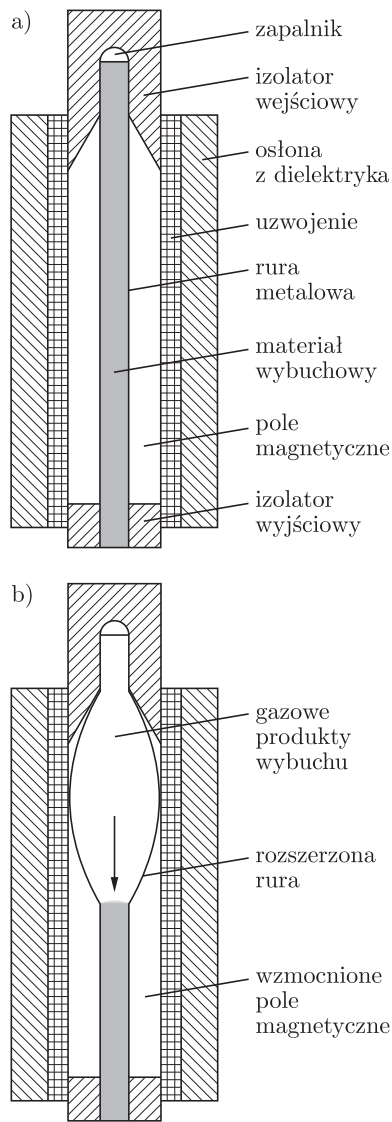 a)
zapalnik
izolator
wejściowy
osłona
z dielektryka
uzwojenie
rura
metalowa
materiał
wybuchowy
pole
magnetyczne
izolator
wyjściowy
b)
gazowe
produkty
wybuchu
rozszerzona
rura
wzmocnione
pole
magnetyczne